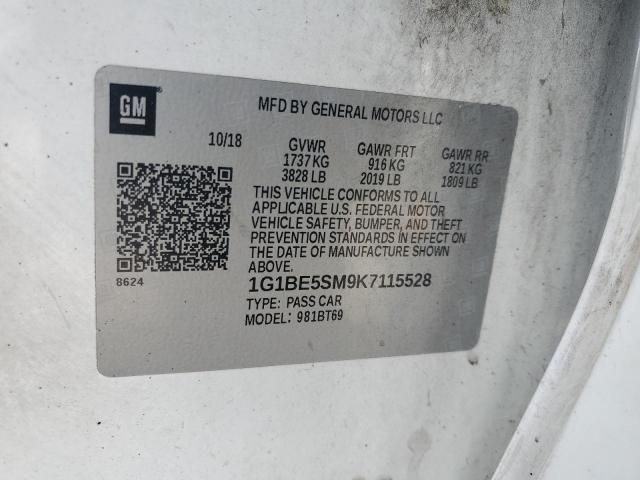 GM
MFD BY GENERAL MOTORS LLC
10/18 GVWR GAWR FRT GAWR RR
1737 KG 916 KG 821 KG
3828 LB 2019 LB 1809 LB
THIS VEHICLE CONFORMS TO ALL
APPLICABLE U.S. FEDERAL MOTOR
VEHICLE SAFETY, BUMPER, AND THEFT
PREVENTION STANDARDS IN EFFECT ON
THE DATE OF MANUFACTURE SHOWN
ABOVE.
8624
1G1BE5SM9K7115528
TYPE: PASS CAR
MODEL: 981BT69